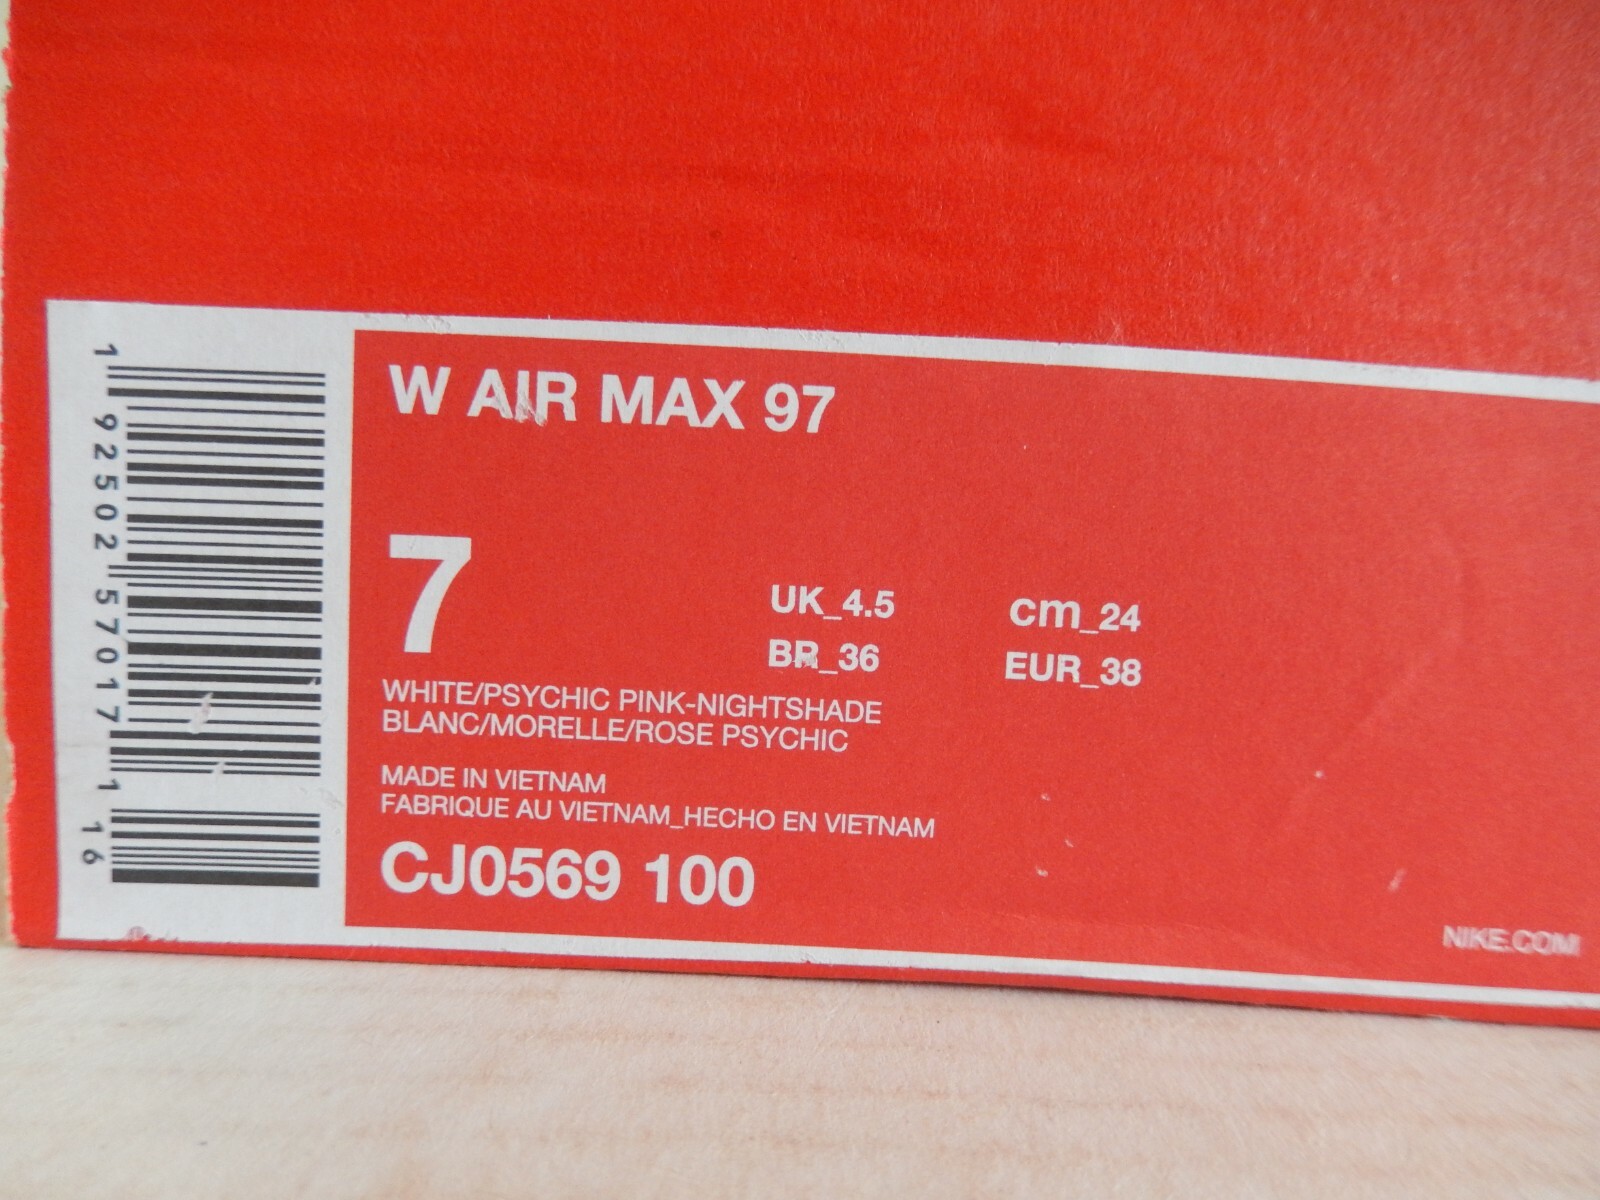 W AIR MAX 97
7
UK_4.5 cm_24
BR_36 EUR_38
WHITE/PSYCHIC PINK-NIGHTSHADE
BLANC/MORELLE/ROSE PSYCHIC
MADE IN VIETNAM
FABRIQUE AU VIETNAM_HECHO EN VIETNAM
CJ0569 100
NIKE.COM
1 92502 57017 1 16